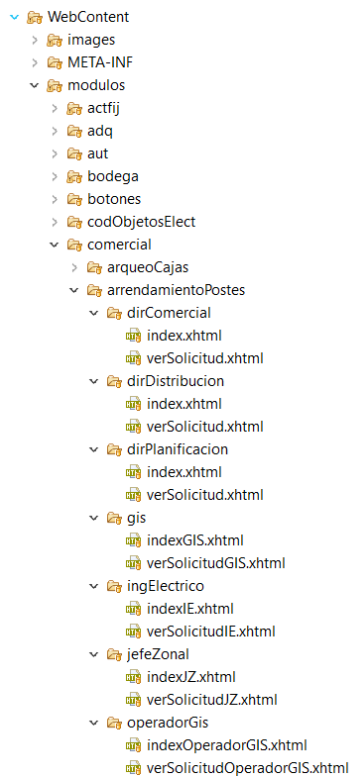 WebContent
images
META-INF
modulos
actfij
adq
aut
bodega
botones
codObjetosElect
comercial
arqueoCajas
arrendamientoPostes
dirComercial
index.xhtml
verSolicitud.xhtml
dirDistribucion
index.xhtml
verSolicitud.xhtml
dirPlanificacion
index.xhtml
verSolicitud.xhtml
gis
indexGIS.xhtml
verSolicitudGIS.xhtml
ingElectrico
indexIE.xhtml
verSolicitudIE.xhtml
jefeZonal
indexJZ.xhtml
verSolicitudJZ.xhtml
operadorGis
indexOperadorGIS.xhtml
verSolicitudOperadorGIS.xhtml